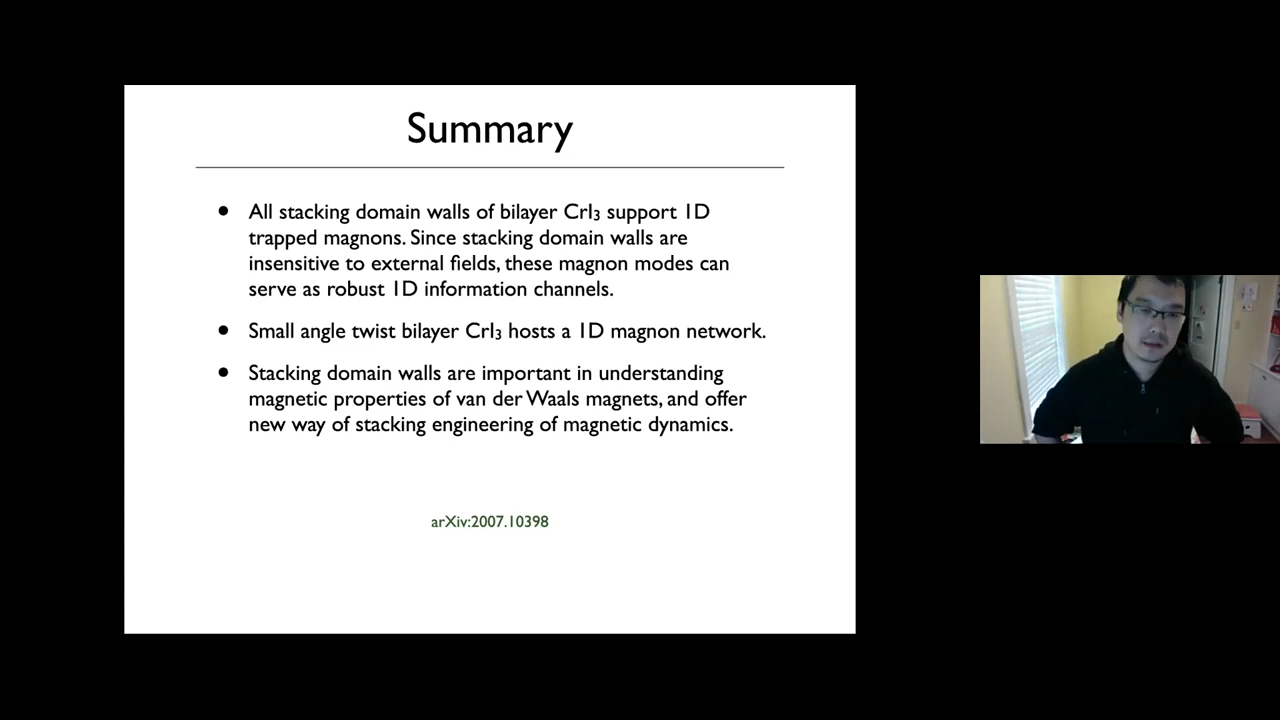 Summary
• All stacking domain walls of bilayer CrI₃ support 1D
trapped magnons. Since stacking domain walls are
insensitive to external fields, these magnon modes can
serve as robust 1D information channels.
• Small angle twist bilayer CrI₃ hosts a 1D magnon network.
• Stacking domain walls are important in understanding
magnetic properties of van der Waals magnets, and offer
new way of stacking engineering of magnetic dynamics.
arXiv:2007.10398